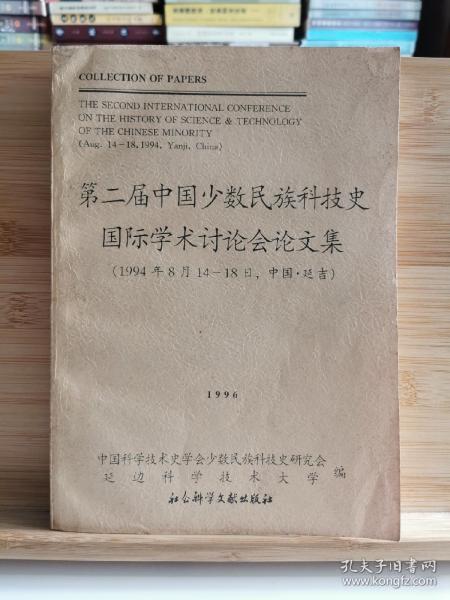 COLLECTION OF PAPERS
THE SECOND INTERNATIONAL CONFERENCE
ON THE HISTORY OF SCIENCE & TECHNOLOGY
OF THE CHINESE MINORITY
(Aug. 14-18, 1994, Yanji, China)
第二届中国少数民族科技史
国际学术讨论会论文集
(1994年8月14-18日, 中国·延吉)
1996
中国科学技术史学会少数民族科技史研究会
延边科学技术大学 编
社会科学文献出版社
孔夫子旧书网
www.kongfz.com